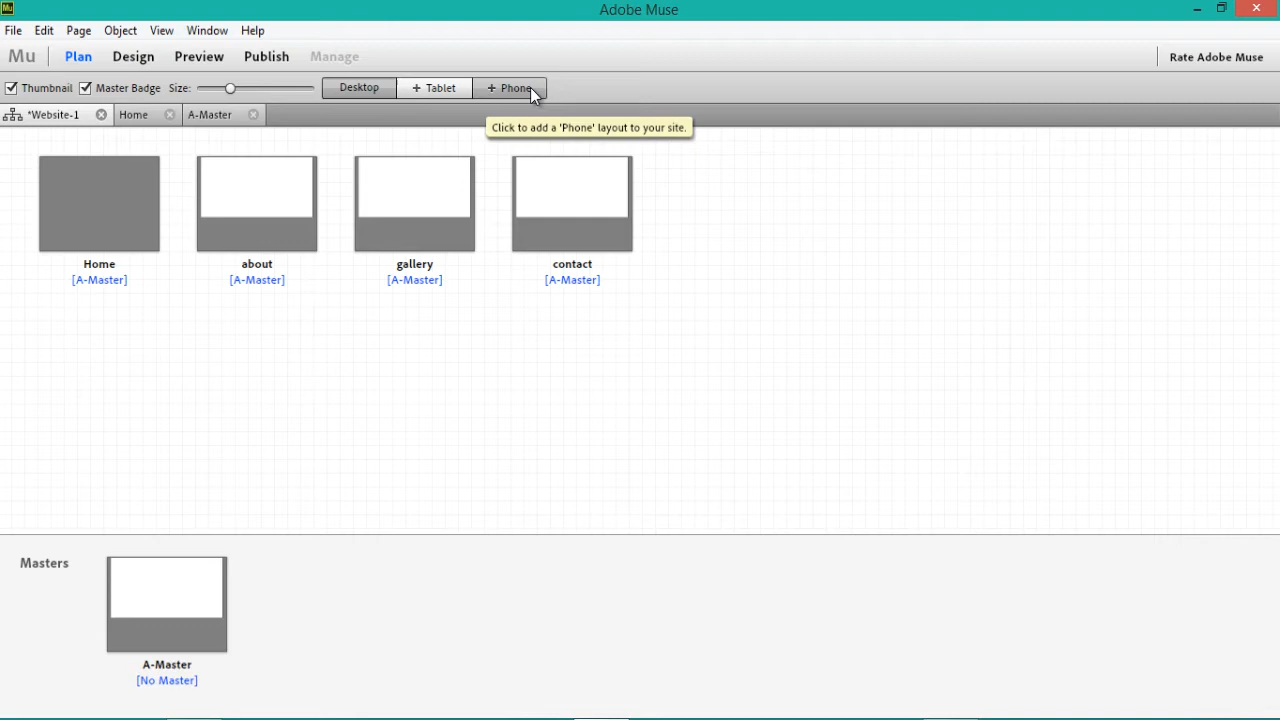 Mu Adobe Muse
File Edit Page Object View Window Help
Mu Plan Design Preview Publish Manage Rate Adobe Muse
Thumbnail Master Badge Size: Desktop + Tablet + Phone
*Website-1 Home A-Master
Click to add a 'Phone' layout to your site.
Home about gallery contact
[A-Master] [A-Master] [A-Master] [A-Master]
Masters
A-Master
[No Master]